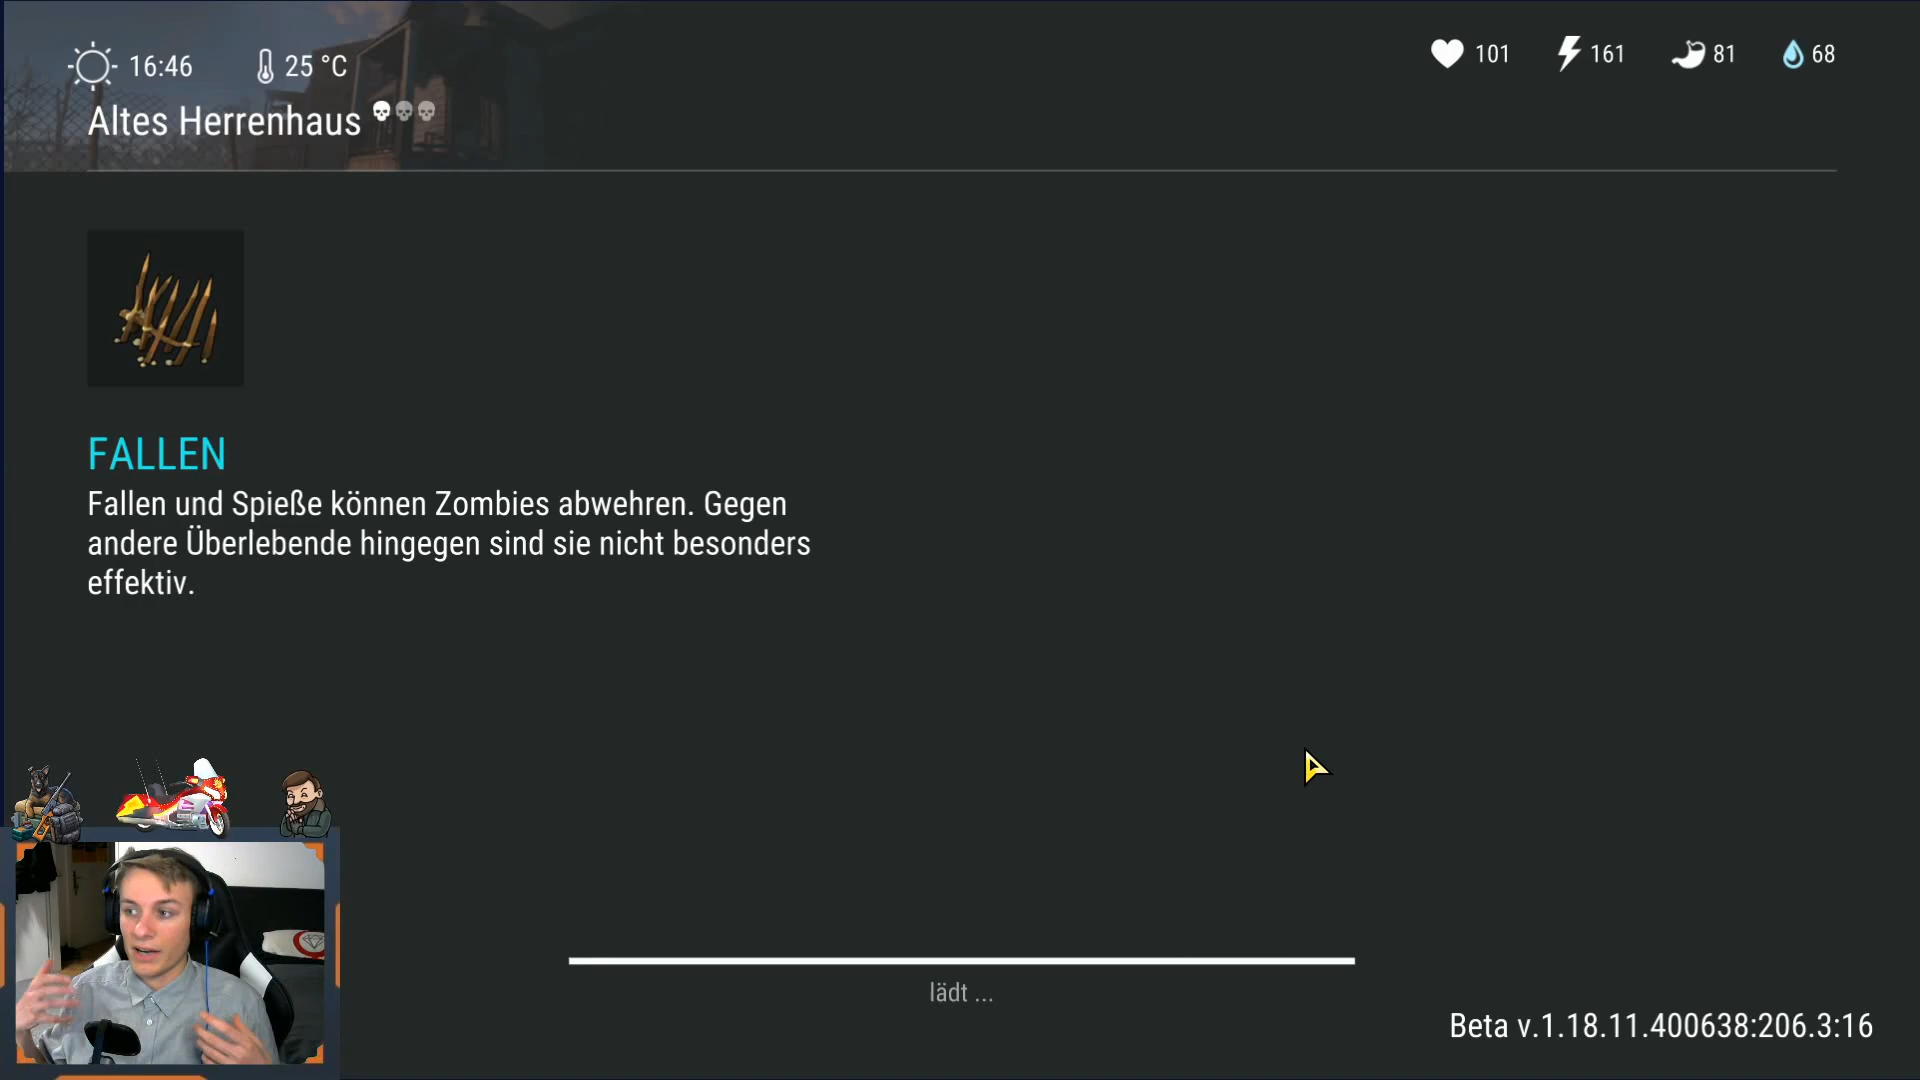 16:46
25 °C
101
161
81
68
Altes Herrenhaus
FALLEN
Fallen und Spieße können Zombies abwehren. Gegen
andere Überlebende hingegen sind sie nicht besonders
effektiv.
lädt ...
Beta v.1.18.11.400638:206.3:16